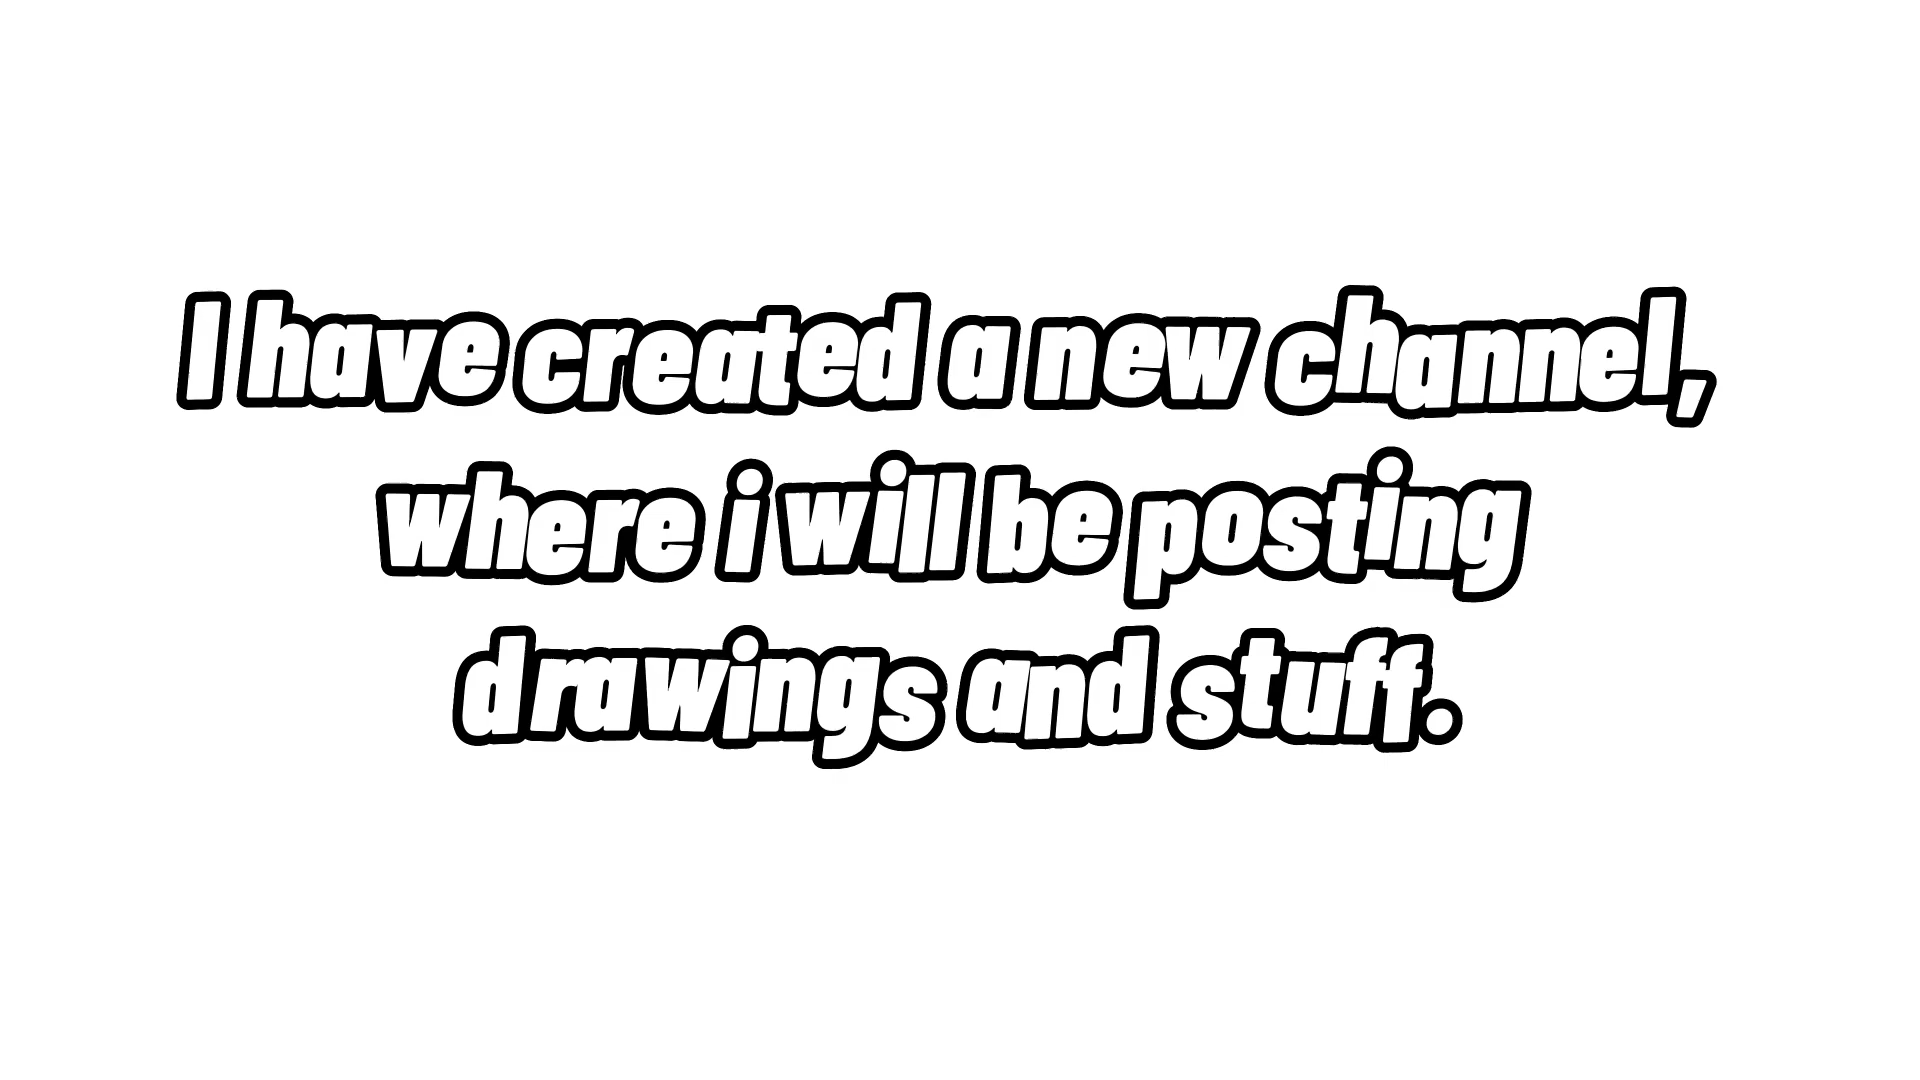 I have created a new channel,
where i will be posting
drawings and stuff.